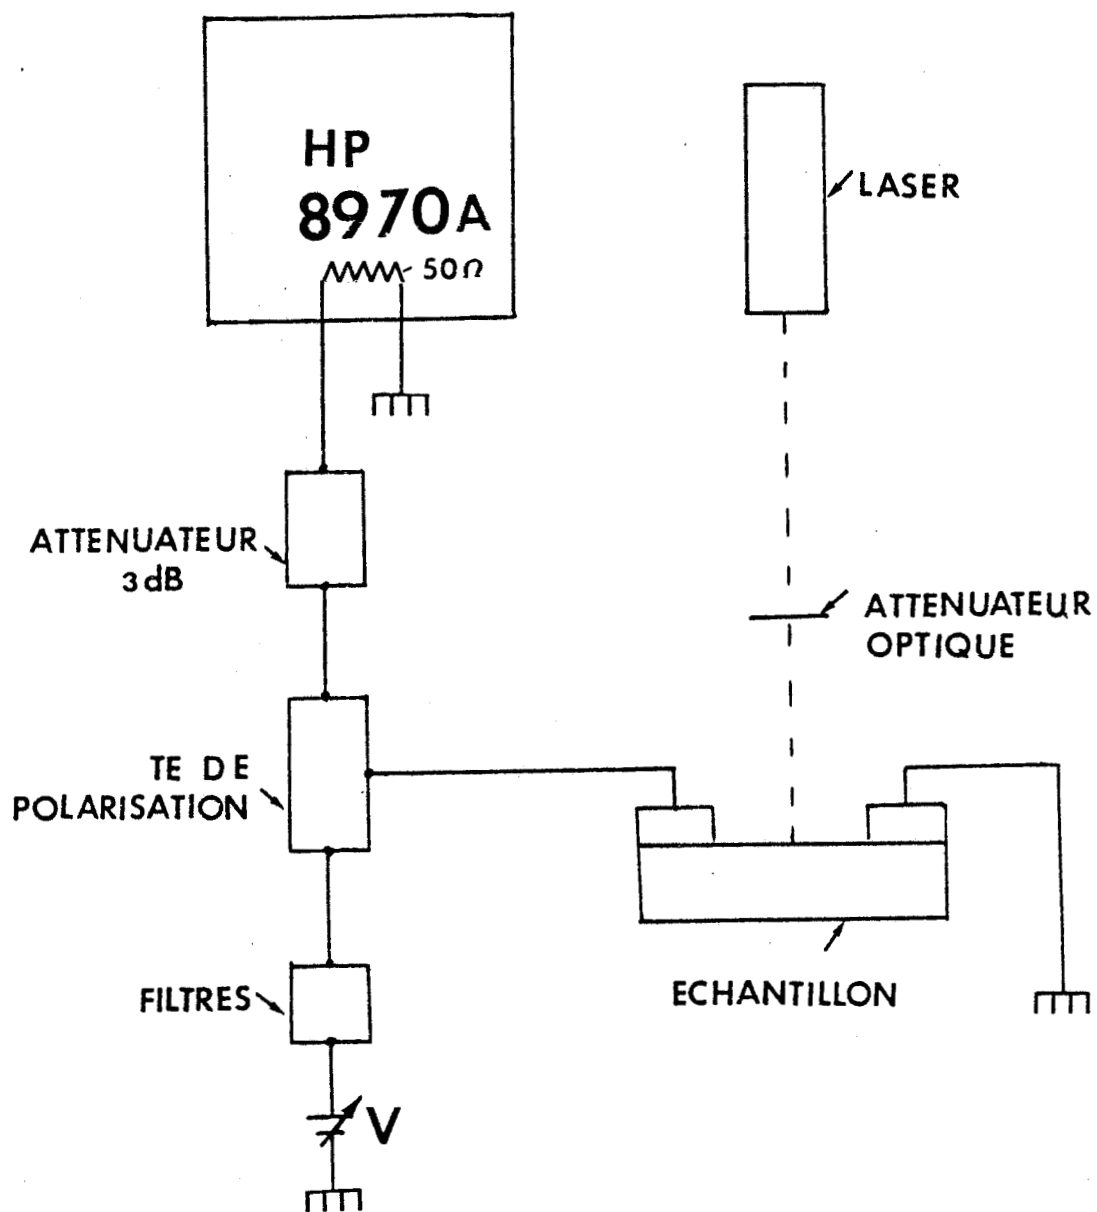 HP
8970A
50Ω
LASER
ATTENUATEUR
3dB
ATTENUATEUR
OPTIQUE
TE DE
POLARISATION
ECHANTILLON
FILTRES
V